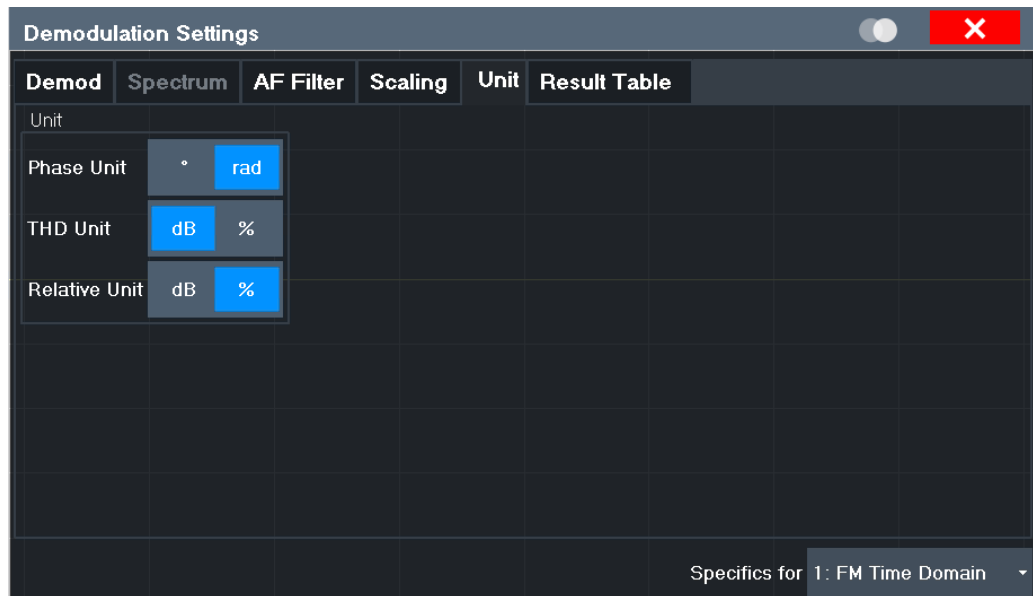 Demodulation Settings
Demod Spectrum AF Filter Scaling Unit Result Table
Unit
Phase Unit ° rad
THD Unit dB %
Relative Unit dB %
Specifics for 1: FM Time Domain